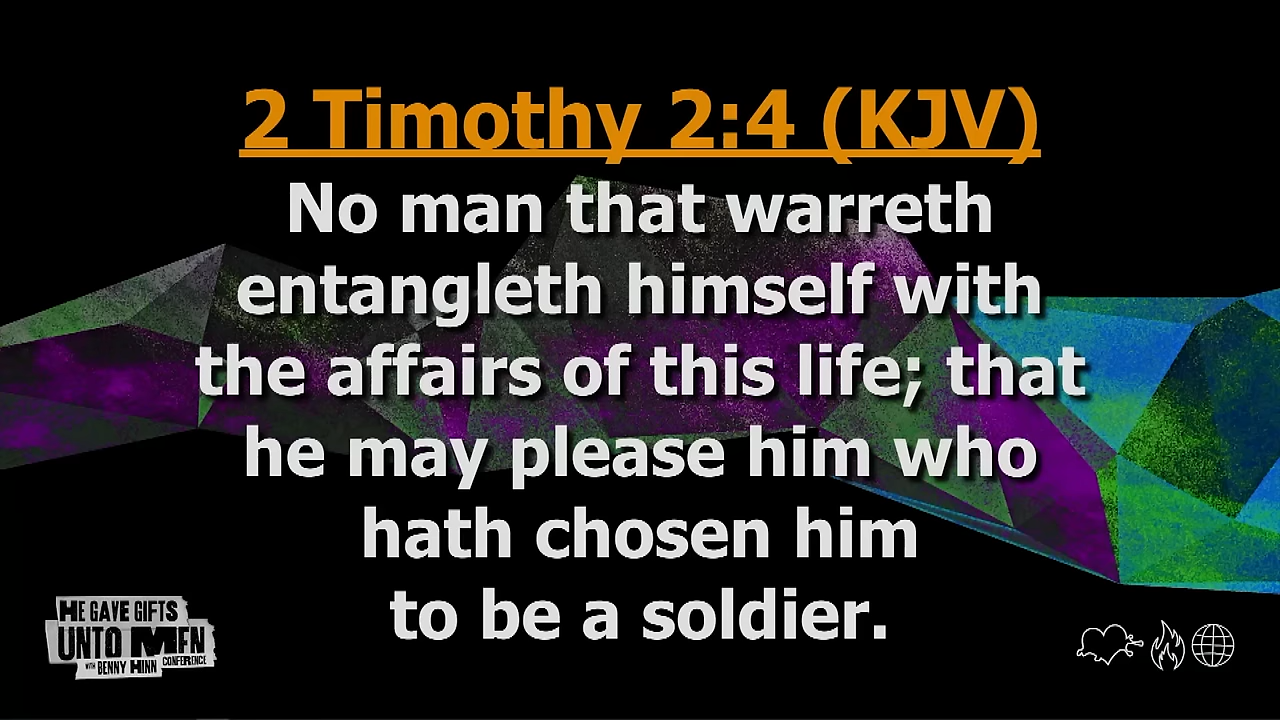 2 Timothy 2:4 (KJV)
No man that warreth
entangleth himself with
the affairs of this life; that
he may please him who
hath chosen him
to be a soldier.
HE GAVE GIFTS
UNTO MEN
WITH BENNY HINN CONFERENCE